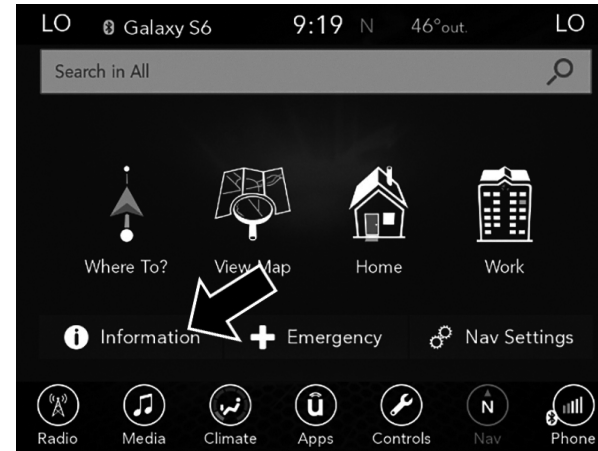 LO Galaxy S6 9:19 N 46°out. LO
Search in All
Where To? View Map Home Work
i Information Emergency Nav Settings
û N
Radio Media Climate Apps Controls Nav Phone